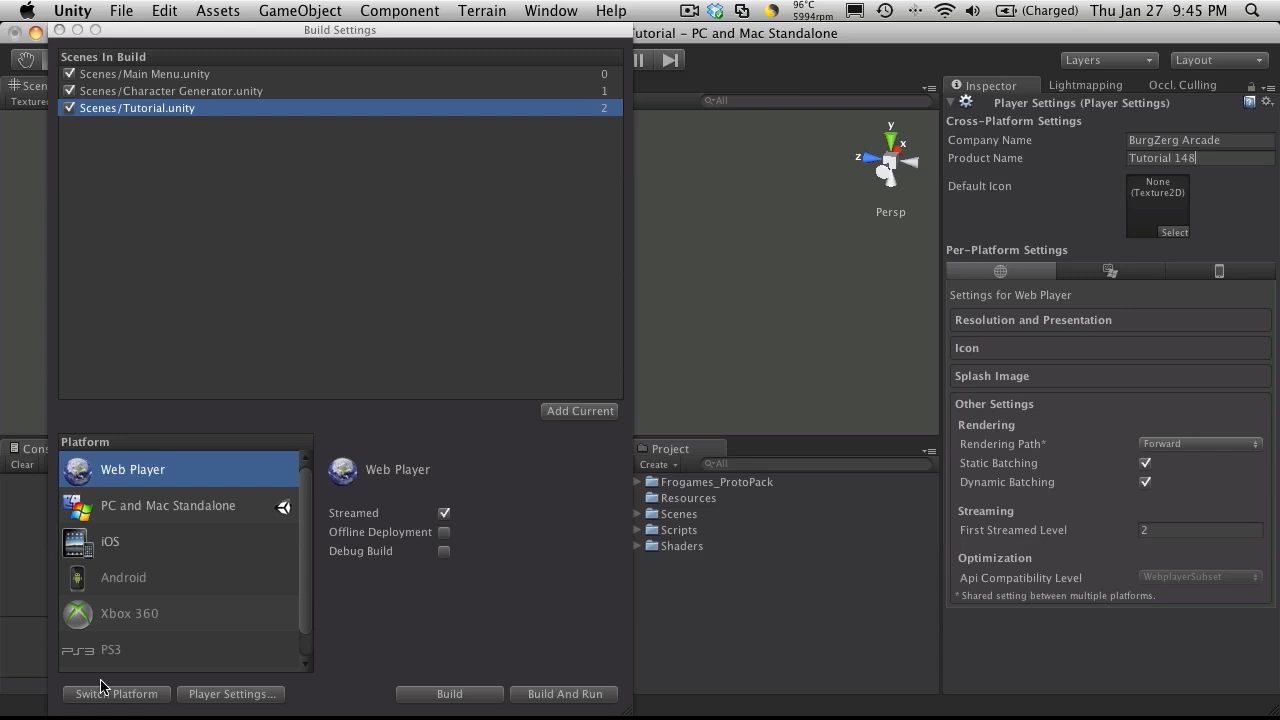 Unity File Edit Assets GameObject Component Terrain Window Help 96°C 5994rpm (Charged) Thu Jan 27 9:45 PM
Build Settings
utorial – PC and Mac Standalone
Layers Layout
Scen
Texture
All
Scenes In Build
Scenes/Main Menu.unity 0
Scenes/Character Generator.unity 1
Scenes/Tutorial.unity 2
Add Current
y
x
z
Persp
Inspector Lightmapping Occl. Culling
Player Settings (Player Settings)
Cross-Platform Settings
Company Name BurgZerg Arcade
Product Name Tutorial 148
Default Icon None (Texture2D)
Select
Per-Platform Settings
Settings for Web Player
Resolution and Presentation
Icon
Splash Image
Other Settings
Rendering
Rendering Path* Forward
Static Batching
Dynamic Batching
Streaming
First Streamed Level 2
Optimization
Api Compatibility Level WebplayerSubset
* Shared setting between multiple platforms.
Cons
Clear
Platform
Web Player
PC and Mac Standalone
iOS
Android
Xbox 360
PS3
Web Player
Streamed
Offline Deployment
Debug Build
Switch Platform Player Settings... Build Build And Run
Project
Create All
Frogames_ProtoPack
Resources
Scenes
Scripts
Shaders